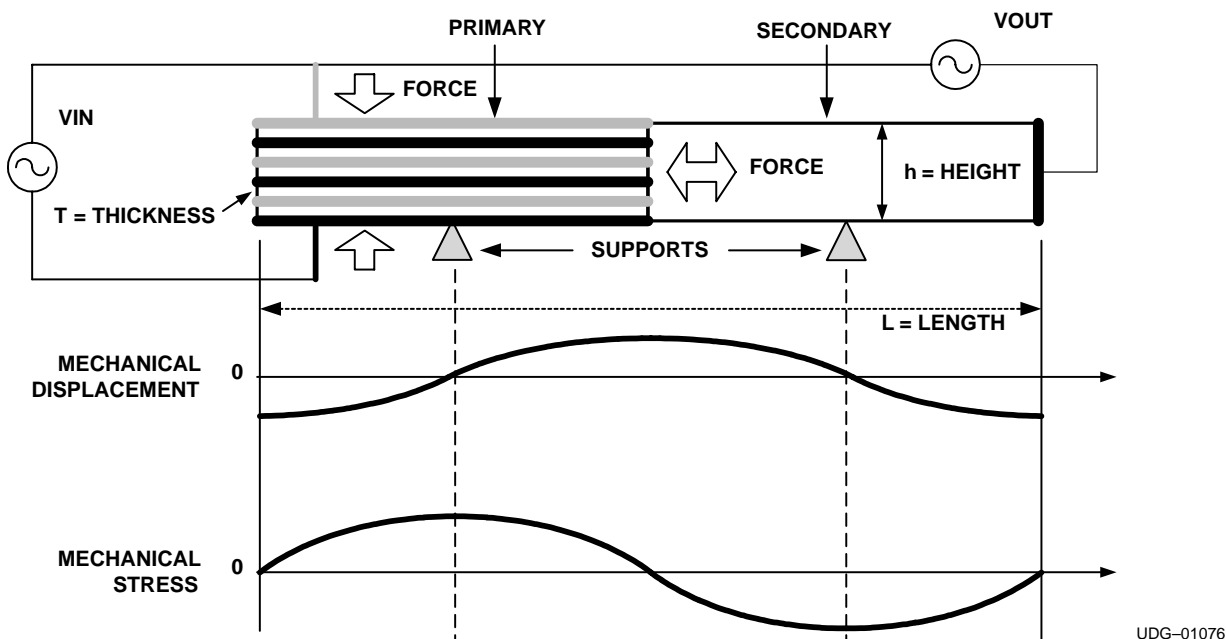 PRIMARY
SECONDARY
VOUT
FORCE
VIN
FORCE
h = HEIGHT
T = THICKNESS
SUPPORTS
L = LENGTH
MECHANICAL
DISPLACEMENT
0
MECHANICAL
STRESS
0
UDG–01076